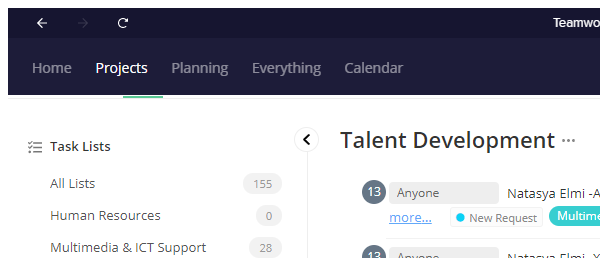 Teamwo
Home Projects Planning Everything Calendar
Task Lists
All Lists 155
Human Resources 0
Multimedia & ICT Support 28
Talent Development ...
13 Anyone Natasya Elmi -A
more... New Request Multime
13 Anyone Natasya Elmi -Y